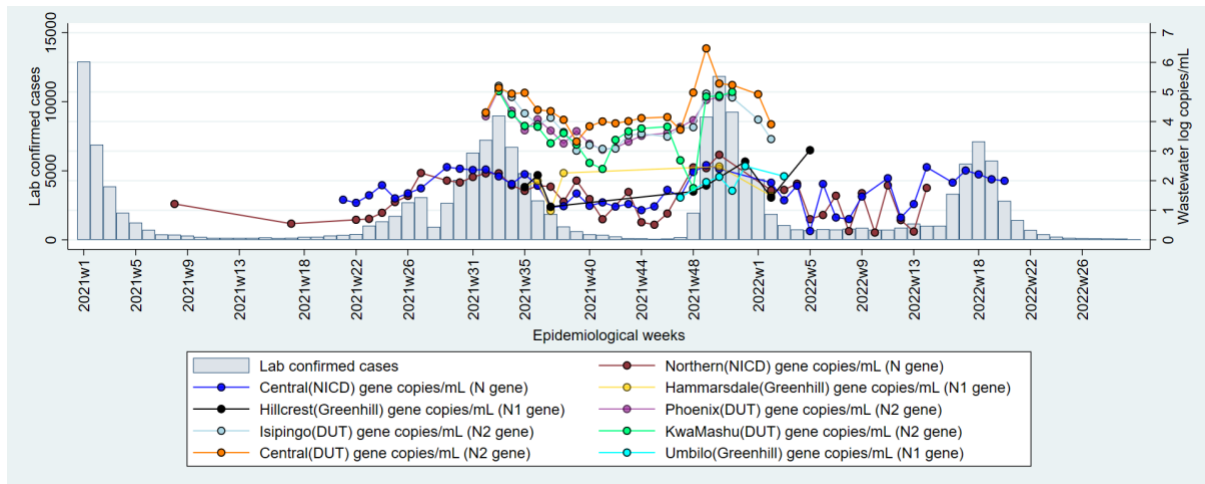 15000
10000
5000
0
Lab confirmed cases
7
6
5
4
3
2
1
0
Wastewater log copies/mL
2021w1
2021w5
2021w9
2021w13
2021w17
2021w22
2021w26
2021w31
2021w35
2021w40
2021w44
2021w48
2022w1
2022w5
2022w9
2022w13
2022w18
2022w22
2022w26
Epidemiological weeks
Lab confirmed cases
Northern(NICD) gene copies/mL (N gene)
Central(NICD) gene copies/mL (N gene)
Hammarsdale(Greenhill) gene copies/mL (N1 gene)
Hillcrest(Greenhill) gene copies/mL (N1 gene)
Phoenix(DUT) gene copies/mL (N2 gene)
Isipingo(DUT) gene copies/mL (N2 gene)
KwaMashu(DUT) gene copies/mL (N2 gene)
Central(DUT) gene copies/mL (N2 gene)
Umbilo(Greenhill) gene copies/mL (N1 gene)